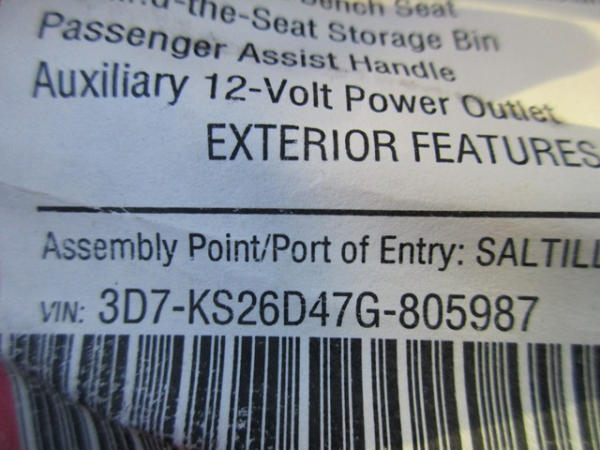 Bench Seat
-the-Seat Storage Bin
Passenger Assist Handle
Auxiliary 12-Volt Power Outlet
EXTERIOR FEATURES
Assembly Point/Port of Entry: SALTILL
VIN: 3D7-KS26D47G-805987